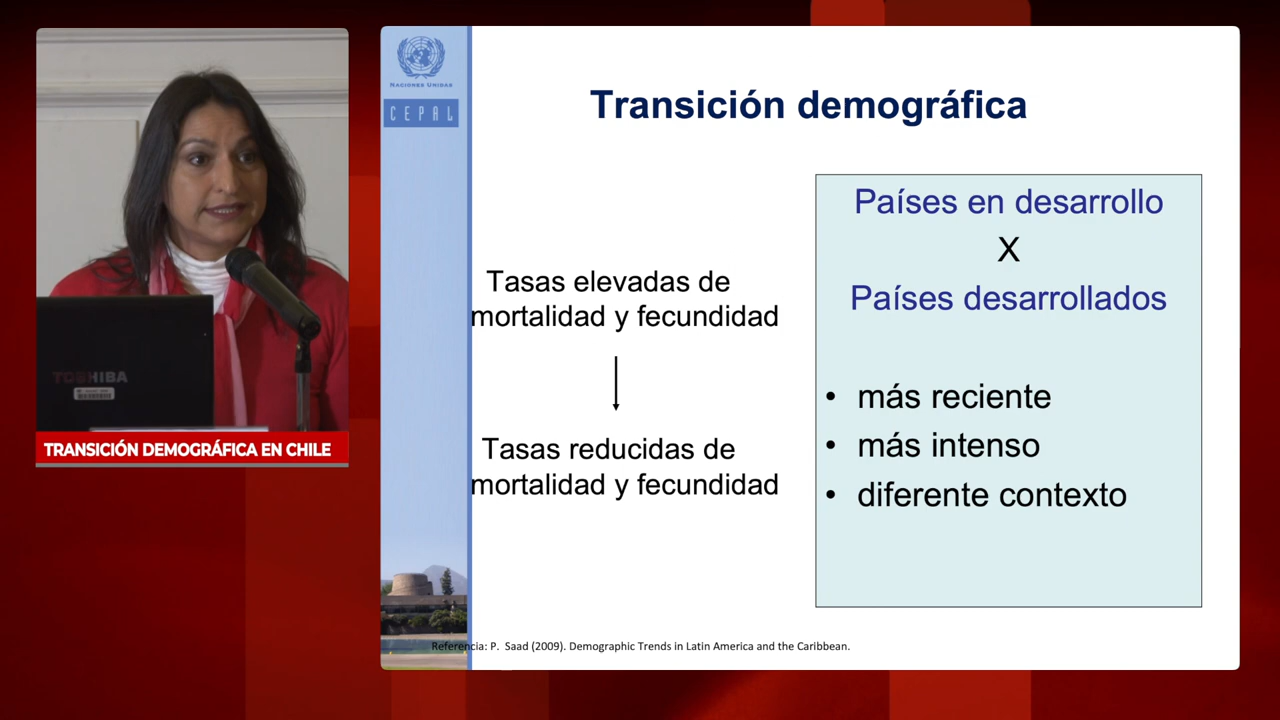 TOSHIBA
TRANSICIÓN DEMOGRÁFICA EN CHILE
NACIONES UNIDAS
CEPAL
Transición demográfica
Tasas elevadas de
mortalidad y fecundidad
Tasas reducidas de
mortalidad y fecundidad
Países en desarrollo
X
Países desarrollados
• más reciente
• más intenso
• diferente contexto
Referencia: P. Saad (2009). Demographic Trends in Latin America and the Caribbean.